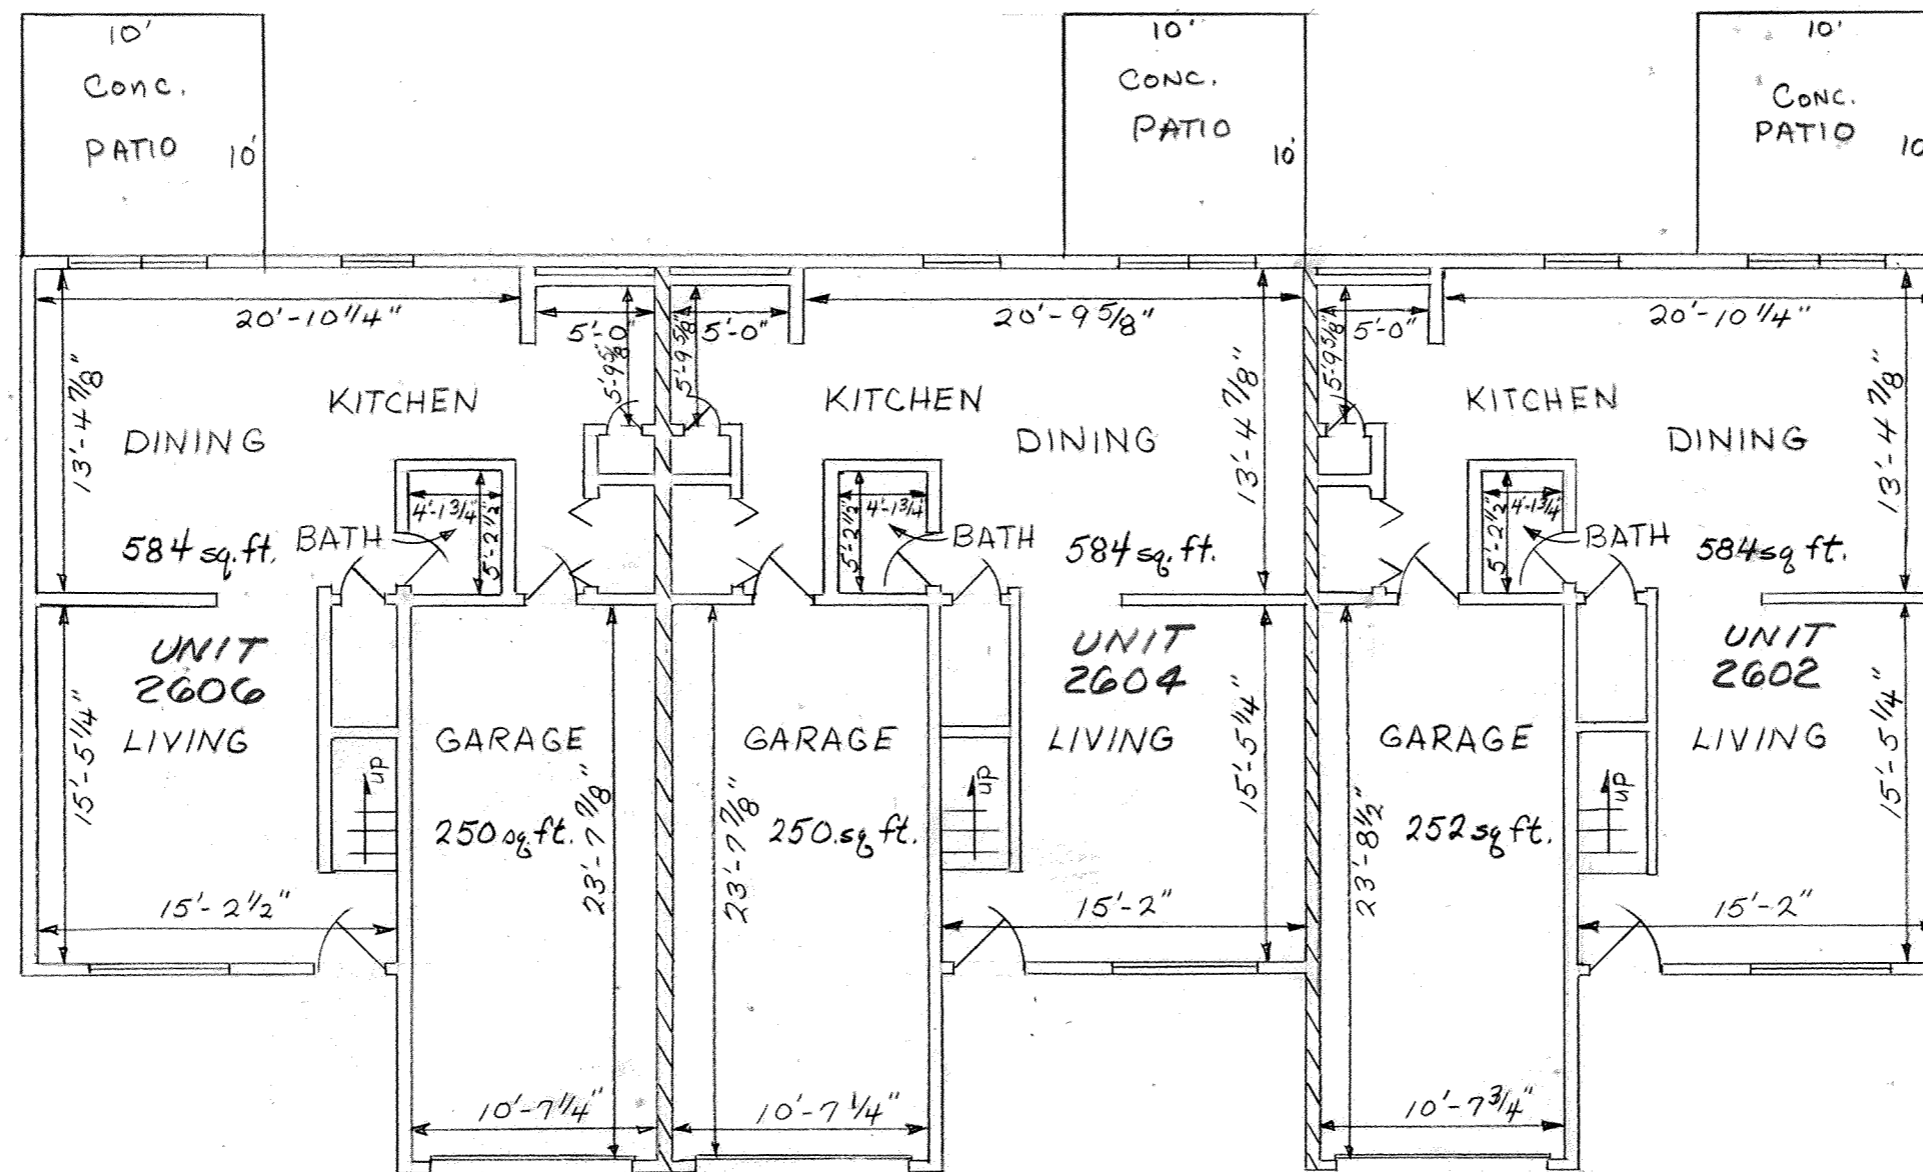 10'
Conc.
PATIO
10'
10'
CONC.
PATIO
10'
10'
CONC.
PATIO
10
20'-10 1/4"
5'-0"
5'-9 5/8"
13'-4 7/8"
KITCHEN
DINING
4'-1 3/4"
5'-2 1/2"
BATH
584 sq. ft.
UNIT
2606
LIVING
15'-5 1/4"
up
15'-2 1/2"
GARAGE
250 sq. ft.
23'-7 7/8"
10'-7 1/4"
5'-9 5/8"
5'-0"
20'-9 5/8"
13'-4 7/8"
KITCHEN
DINING
4'-1 3/4"
5'-2 1/2"
BATH
584 sq. ft.
UNIT
2604
LIVING
15'-5 1/4"
up
15'-2"
GARAGE
250 sq ft.
23'-7 7/8"
10'-7 1/4"
5'-9 5/8"
5'-0"
20'-10 1/4"
13'-4 7/8"
KITCHEN
DINING
4'-1 3/4"
5'-2 1/2"
BATH
584 sq ft.
UNIT
2602
LIVING
15'-5 1/4"
up
15'-2"
GARAGE
252 sq ft.
23'-8 1/2"
10'-7 3/4"